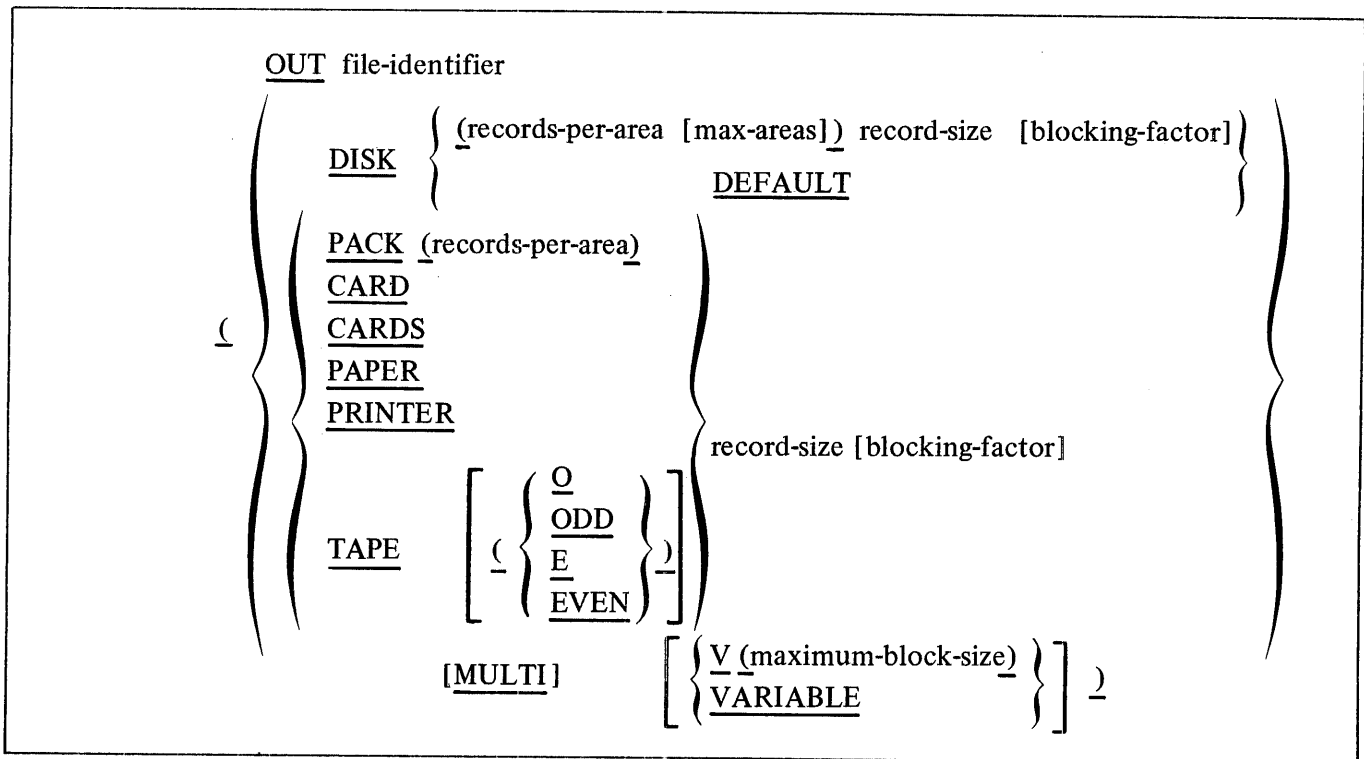 OUT file-identifier
(records-per-area [max-areas]) record-size [blocking-factor]
DISK
DEFAULT
PACK (records-per-area)
CARD
CARDS
(
PAPER
PRINTER
record-size [blocking-factor]
O
ODD
TAPE [ ( { E } ) ]
EVEN
[MULTI] [ { V (maximum-block-size) } ] )
VARIABLE